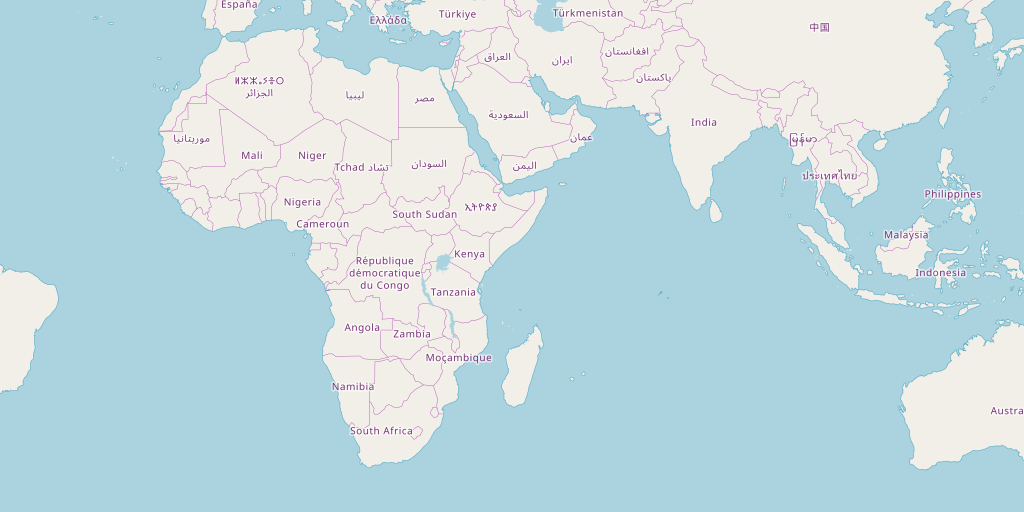 España
Ελλάδα
Türkiye
Türkmenistan
中国
العراق
ایران
افغانستان
پاکستان
ⵍⵣⵣⴰⵢⴻⵔ
الجزائر
ليبيا
مصر
السعودية
عمان
India
موريتانيا
Mali
Niger
Tchad تشاد
السودان
اليمن
မြန်မာ
ประเทศไทย
Nigeria
South Sudan
ኢትዮጵያ
Philippines
Cameroun
Kenya
Malaysia
République
démocratique
du Congo
Indonesia
Tanzania
Angola
Zambia
Moçambique
Namibia
South Africa
Austra